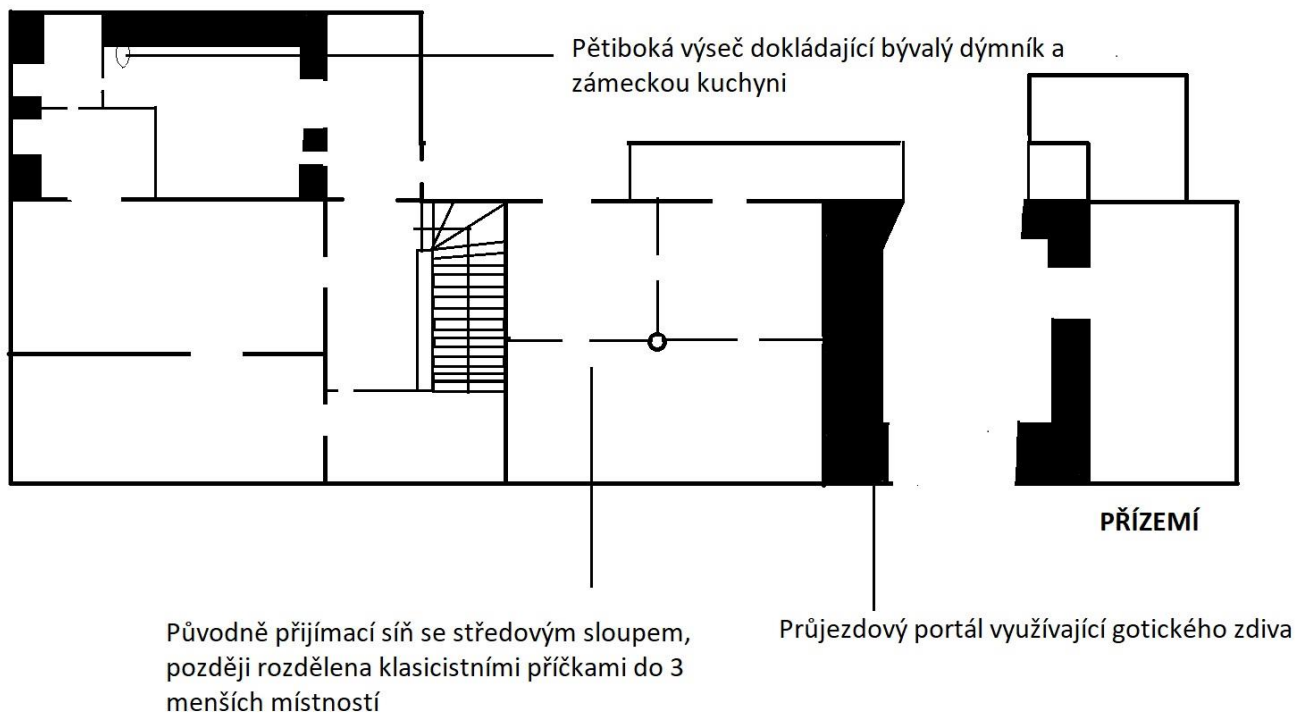 Pětiboká výseč dokládající bývalý dýmník a
zámeckou kuchyni
PŘÍZEMÍ
Původně přijímací síň se středovým sloupem,
později rozdělena klasicistními příčkami do 3
menších místností
Průjezdový portál využívající gotického zdiva